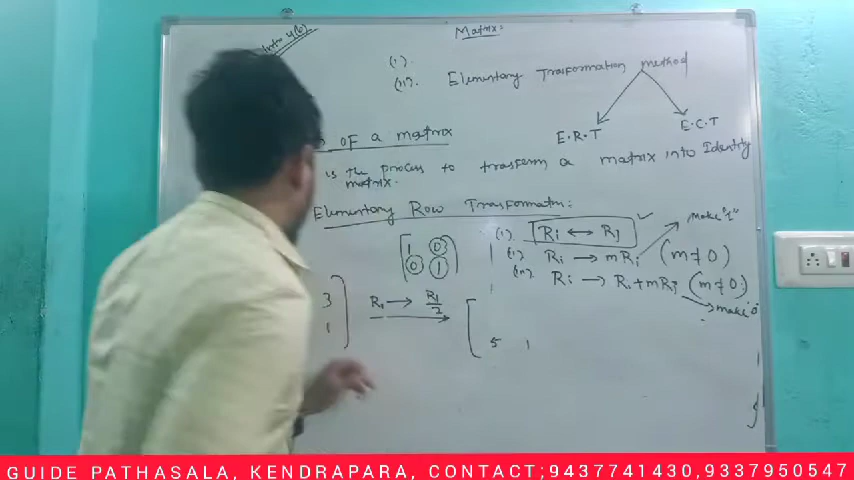 Matrix:
(i).
(ii). Elementary Trasformation method
E.R.T
E.C.T
OF a matrix
is the process to trasform a matrix into Identity
matrix.
Elementary Row Transformatn:
(i). Ri ↔ Rj
make "1"
(ii). Ri → mRi (m≠0)
(iii). Ri → Ri+mRj (m≠0)
make "0"
1 0
0 1
3
1
R1 → R1/2
5 1
GUIDE PATHASALA, KENDRAPARA, CONTACT;9437741430,9337950547